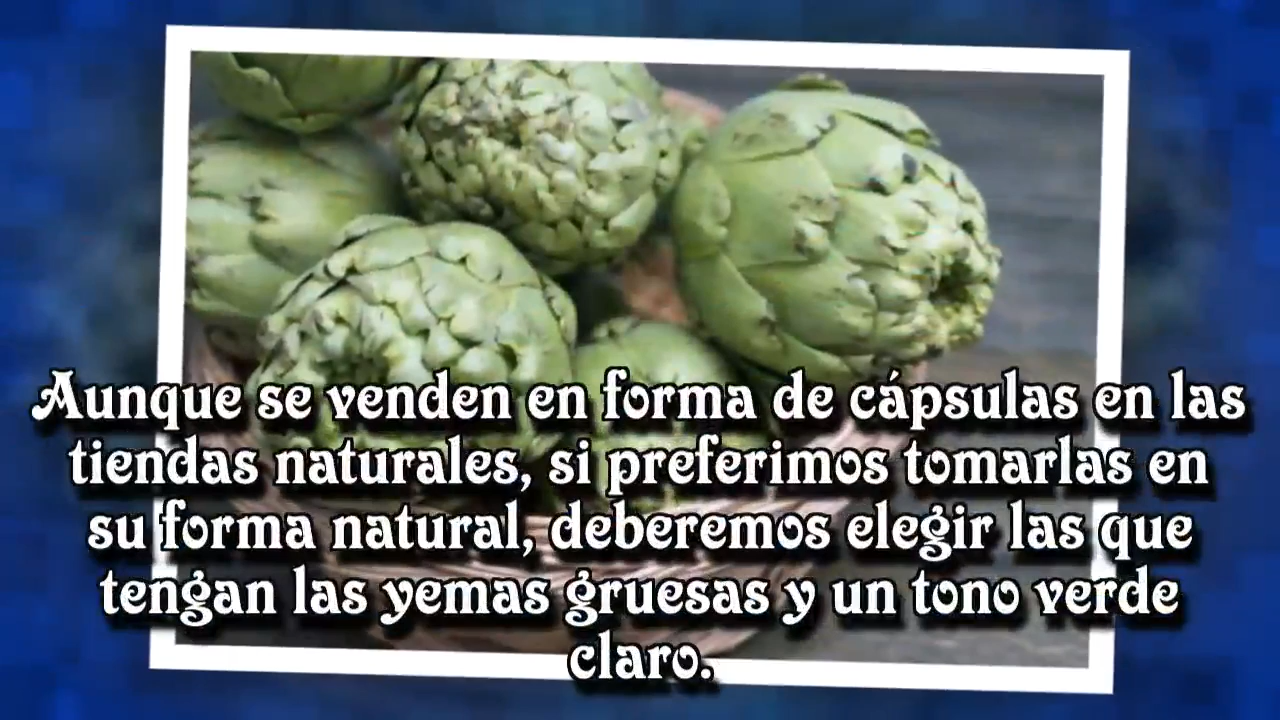 Aunque se venden en forma de cápsulas en las
tiendas naturales, si preferimos tomarlas en
su forma natural, deberemos elegir las que
tengan las yemas gruesas y un tono verde
claro.